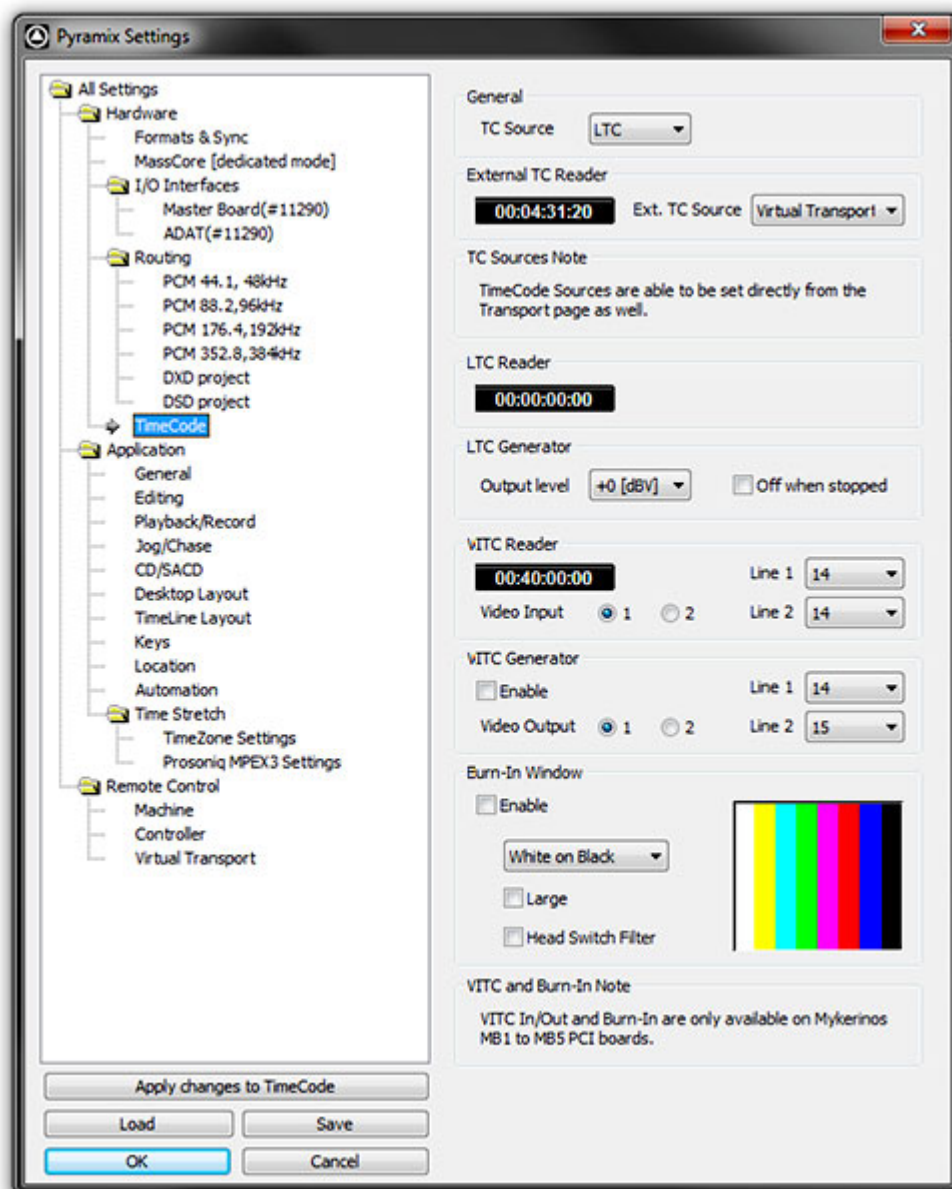 Pyramix Settings
All Settings
Hardware
Formats & Sync
MassCore [dedicated mode]
I/O Interfaces
Master Board(#11290)
ADAT(#11290)
Routing
PCM 44.1, 48kHz
PCM 88.2,96kHz
PCM 176.4,192kHz
PCM 352.8,384kHz
DXD project
DSD project
TimeCode
Application
General
Editing
Playback/Record
Jog/Chase
CD/SACD
Desktop Layout
TimeLine Layout
Keys
Location
Automation
Time Stretch
TimeZone Settings
Prosoniq MPEX3 Settings
Remote Control
Machine
Controller
Virtual Transport
Apply changes to TimeCode
Load Save
OK Cancel
General
TC Source LTC
External TC Reader
00:04:31:20 Ext. TC Source Virtual Transport
TC Sources Note
TimeCode Sources are able to be set directly from the
Transport page as well.
LTC Reader
00:00:00:00
LTC Generator
Output level +0 [dBV] Off when stopped
VITC Reader
00:40:00:00 Line 1 14
Video Input 1 2 Line 2 14
VITC Generator
Enable Line 1 14
Video Output 1 2 Line 2 15
Burn-In Window
Enable
White on Black
Large
Head Switch Filter
VITC and Burn-In Note
VITC In/Out and Burn-In are only available on Mykerinos
MB1 to MB5 PCI boards.